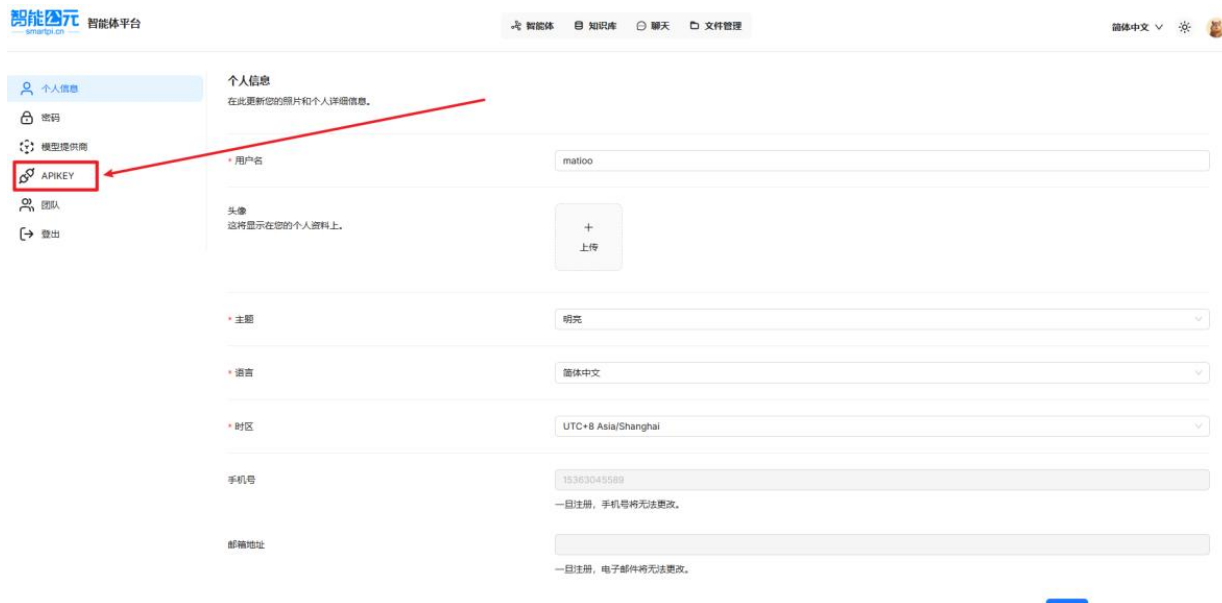 智能公元
smartpi.cn
智能体平台
智能体
知识库
聊天
文件管理
简体中文
个人信息
密码
模型提供商
APIKEY
团队
登出
个人信息
在此更新您的照片和个人详细信息。
* 用户名
matioo
头像
这将显示在您的个人资料上。
+
上传
* 主题
明亮
* 语言
简体中文
* 时区
UTC+8 Asia/Shanghai
手机号
15363045589
一旦注册，手机号将无法更改。
邮箱地址
一旦注册，电子邮件将无法更改。